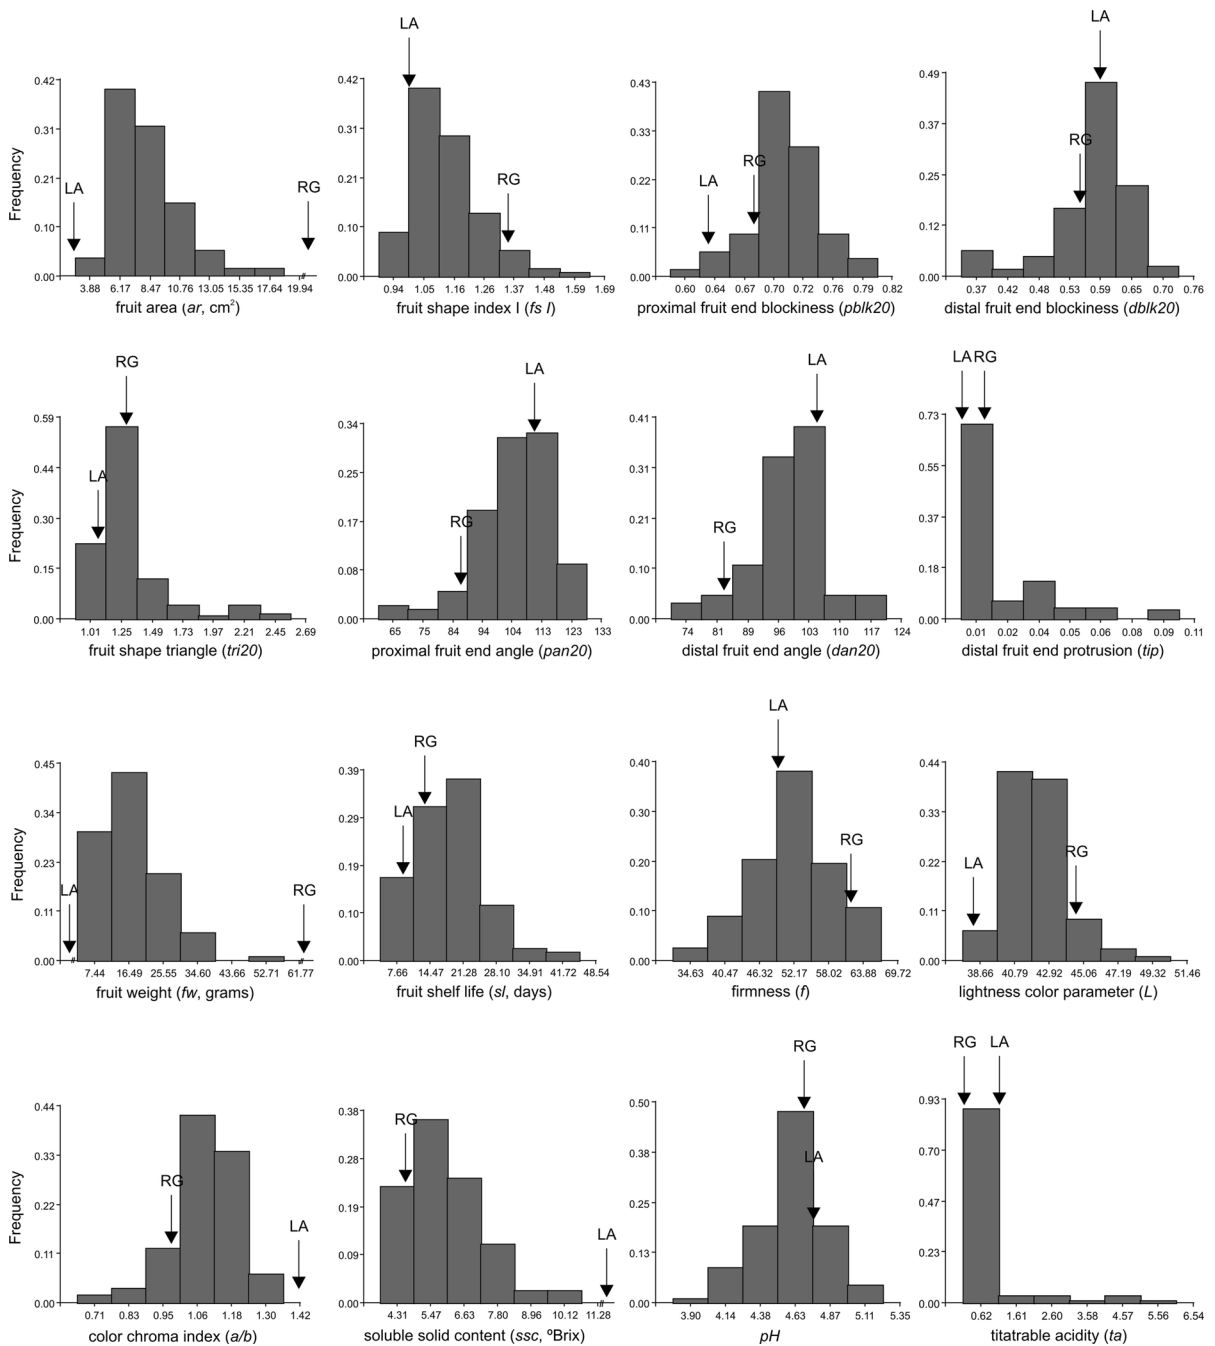 LA
RG
Frequency
0.42
0.31
0.21
0.10
0.00
3.88 6.17 8.47 10.76 13.05 15.35 17.64 19.94
fruit area (ar, cm2)
LA
RG
0.42
0.31
0.21
0.10
0.00
0.94 1.05 1.16 1.26 1.37 1.48 1.59 1.69
fruit shape index I (fs I)
LA
RG
0.43
0.33
0.22
0.11
0.00
0.60 0.64 0.67 0.70 0.72 0.76 0.79 0.82
proximal fruit end blockiness (pblk20)
LA
RG
0.49
0.37
0.25
0.12
0.00
0.37 0.42 0.48 0.53 0.59 0.65 0.70 0.76
distal fruit end blockiness (dblk20)
RG
LA
Frequency
0.59
0.44
0.30
0.15
0.00
1.01 1.25 1.49 1.73 1.97 2.21 2.45 2.69
fruit shape triangle (tri20)
LA
RG
0.34
0.25
0.17
0.08
0.00
65 75 84 94 104 113 123 133
proximal fruit end angle (pan20)
LA
RG
0.41
0.31
0.21
0.10
0.00
74 81 89 96 103 110 117 124
distal fruit end angle (dan20)
LA RG
0.73
0.55
0.37
0.18
0.00
0.01 0.02 0.04 0.05 0.06 0.08 0.09 0.11
distal fruit end protrusion (tip)
LA
RG
Frequency
0.45
0.34
0.23
0.11
0.00
7.44 16.49 25.55 34.60 43.66 52.71 61.77
fruit weight (fw, grams)
RG
LA
0.39
0.29
0.19
0.10
0.00
7.66 14.47 21.28 28.10 34.91 41.72 48.54
fruit shelf life (sl, days)
LA
RG
0.40
0.30
0.20
0.10
0.00
34.63 40.47 46.32 52.17 58.02 63.88 69.72
firmness (f)
LA
RG
0.44
0.33
0.22
0.11
0.00
38.66 40.79 42.92 45.06 47.19 49.32 51.46
lightness color parameter (L)
RG
LA
Frequency
0.44
0.33
0.22
0.11
0.00
0.71 0.83 0.95 1.06 1.18 1.30 1.42
color chroma index (a/b)
RG
LA
0.38
0.28
0.19
0.09
0.00
4.31 5.47 6.63 7.80 8.96 10.12 11.28
soluble solid content (ssc, ºBrix)
RG
LA
0.50
0.38
0.25
0.13
0.00
3.90 4.14 4.38 4.63 4.87 5.11 5.35
pH
RG LA
0.93
0.70
0.47
0.23
0.00
0.62 1.61 2.60 3.58 4.57 5.56 6.54
titatrable acidity (ta)